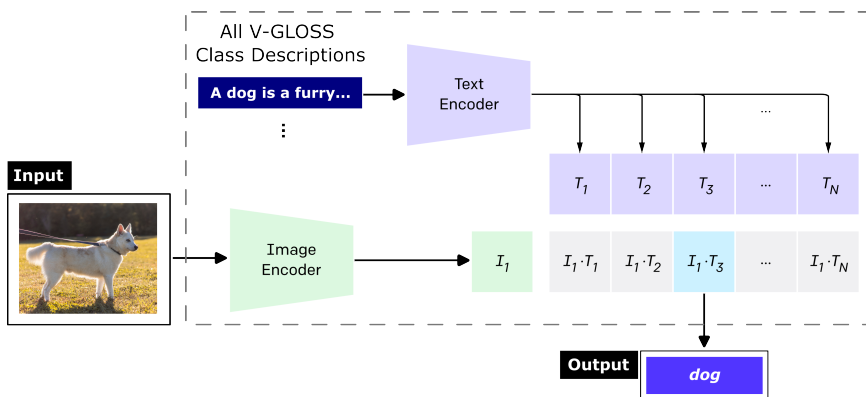 All V-GLOSS
Class Descriptions
A dog is a furry...
⋮
Text
Encoder
...
Input
T1 T2 T3 ... TN
Image
Encoder
I1
I1·T1 I1·T2 I1·T3 ... I1·TN
Output
dog